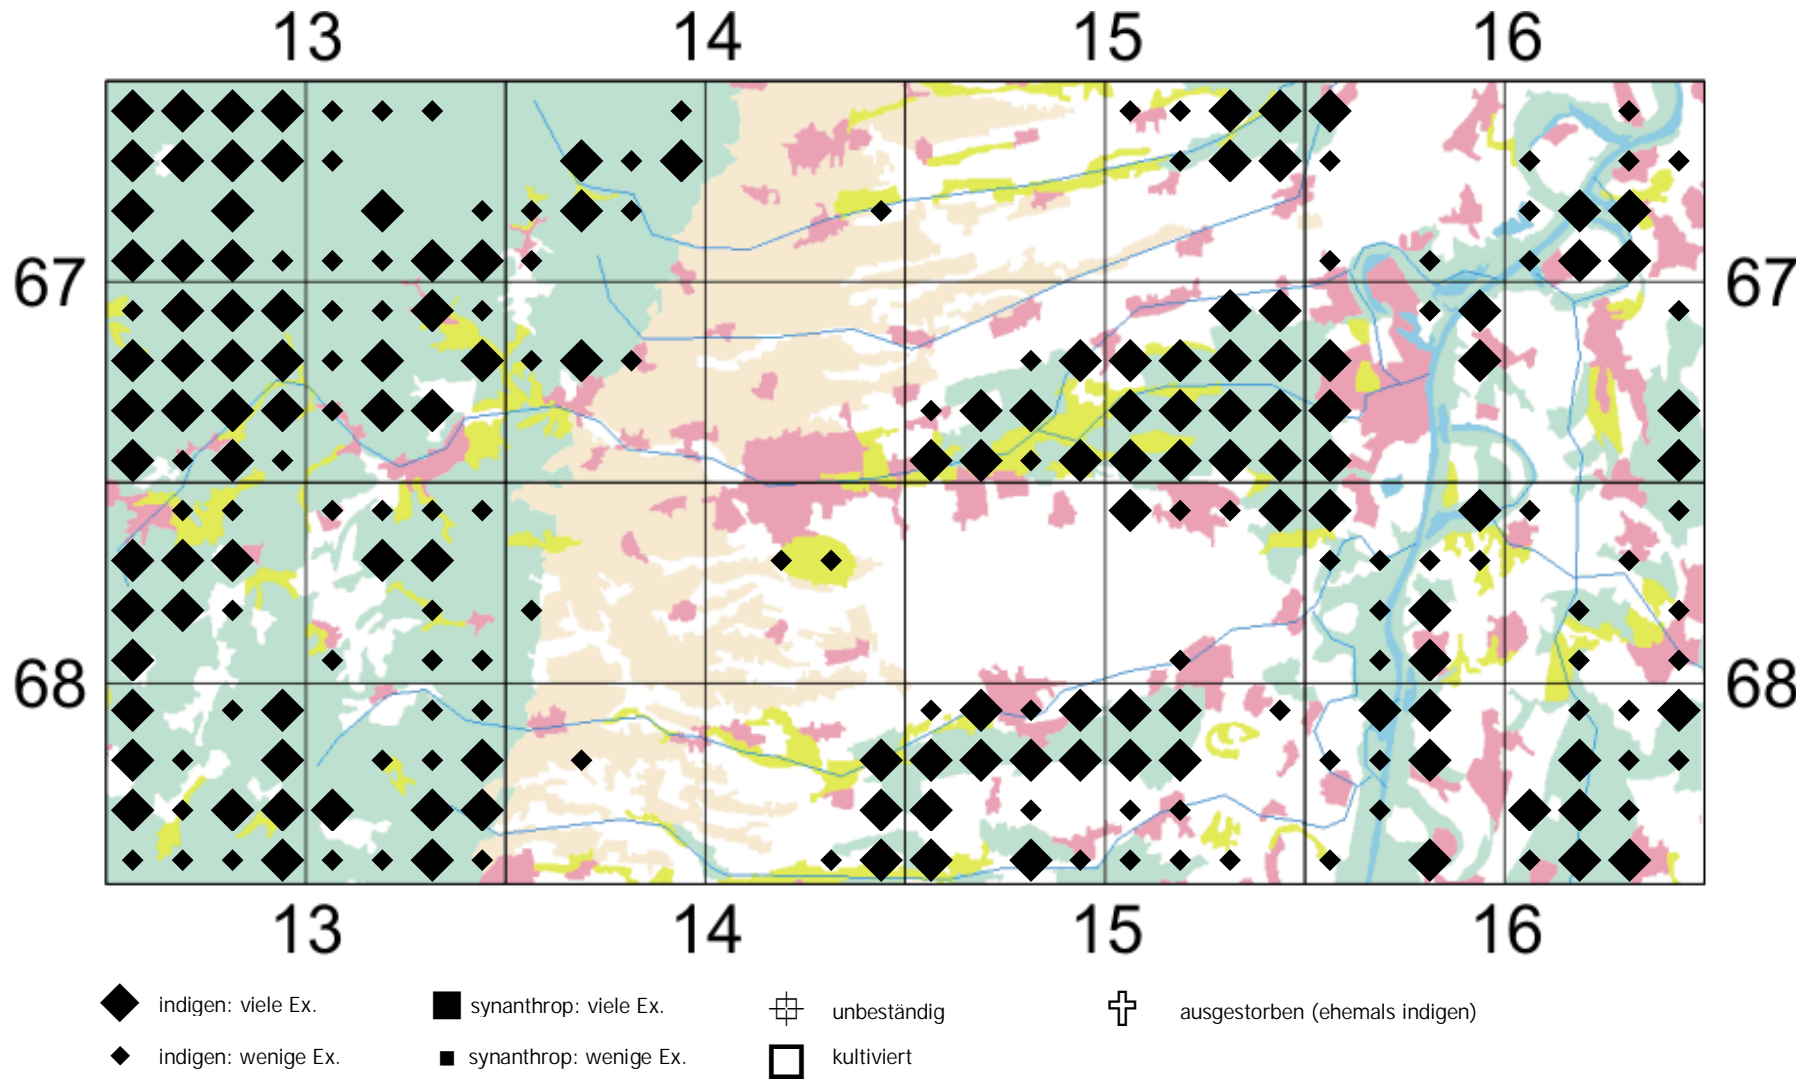 13 14 15 16
67 67
68 68
13 14 15 16
indigen: viele Ex. synanthrop: viele Ex. unbeständig ausgestorben (ehemals indigen)
indigen: wenige Ex. synanthrop: wenige Ex. kultiviert